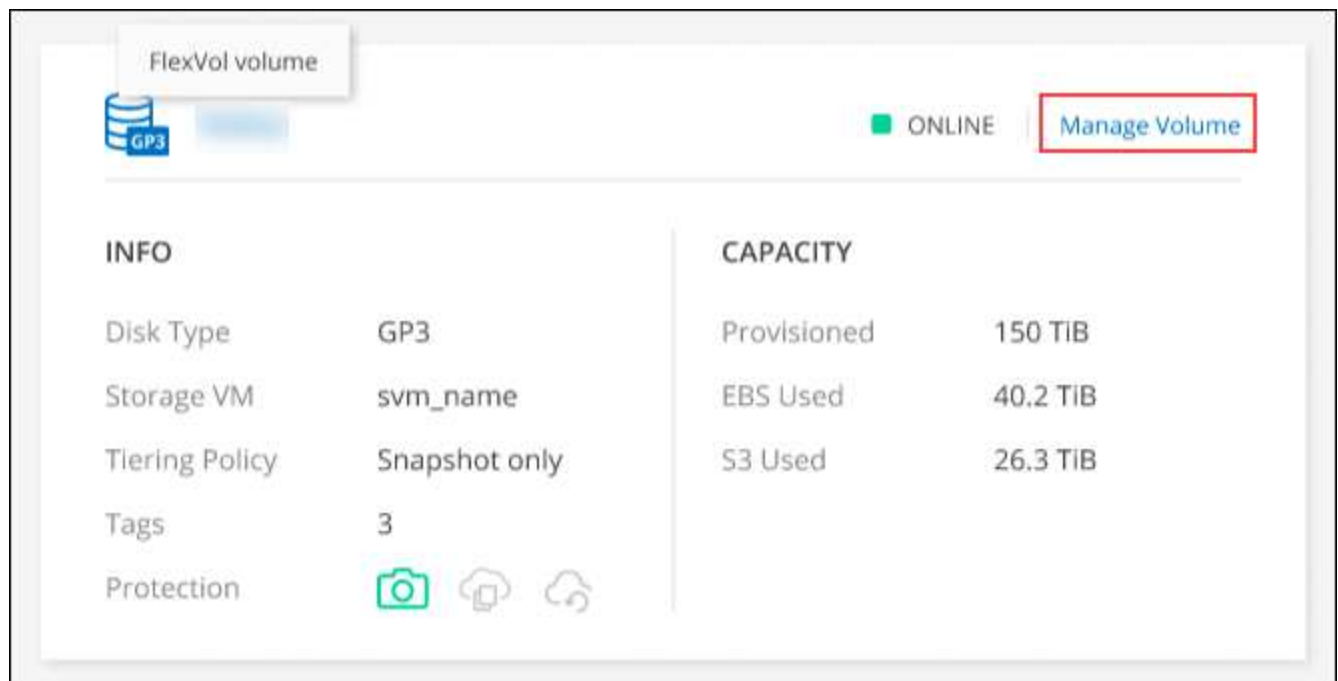 FlexVol volume
GP3
ONLINE
Manage Volume
INFO
Disk Type GP3
Storage VM svm_name
Tiering Policy Snapshot only
Tags 3
Protection
CAPACITY
Provisioned 150 TiB
EBS Used 40.2 TiB
S3 Used 26.3 TiB